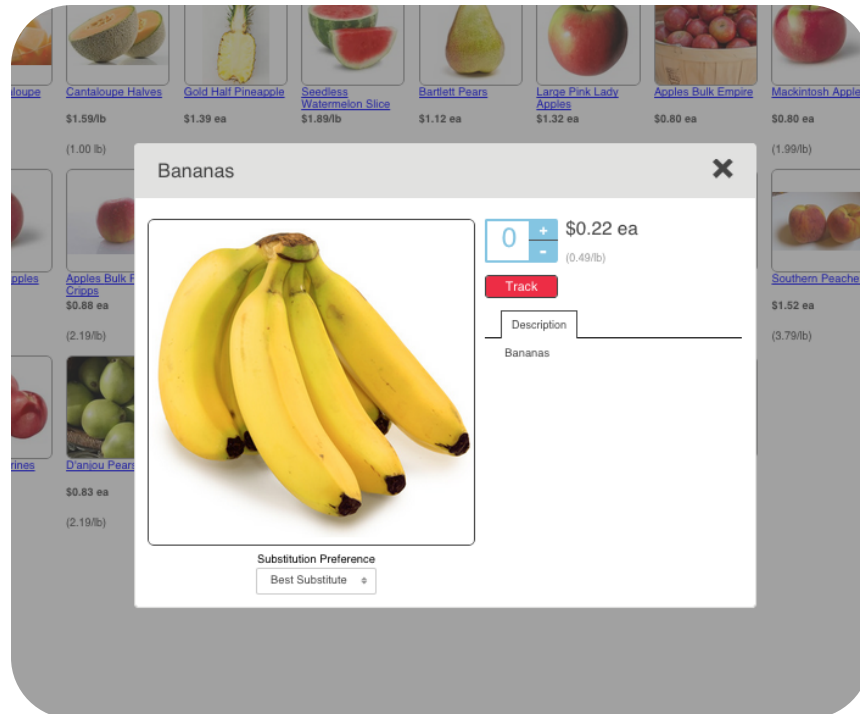 loupe
Cantaloupe Halves
Gold Half Pineapple
Seedless
Watermelon Slice
Bartlett Pears
Large Pink Lady
Apples
Apples Bulk Empire
Mackintosh Apple
$1.59/lb
$1.39 ea
$1.89/lb
$1.12 ea
$1.32 ea
$0.80 ea
$0.80 ea
(1.00 lb)
(1.99/lb)
Bananas
0
+
-
$0.22 ea
(0.49/lb)
Track
Description
Bananas
pples
Apples Bulk P
Cripps
$0.88 ea
(2.19/lb)
Southern Peache
$1.52 ea
(3.79/lb)
rines
D'anjou Pears
$0.83 ea
(2.19/lb)
Substitution Preference
Best Substitute